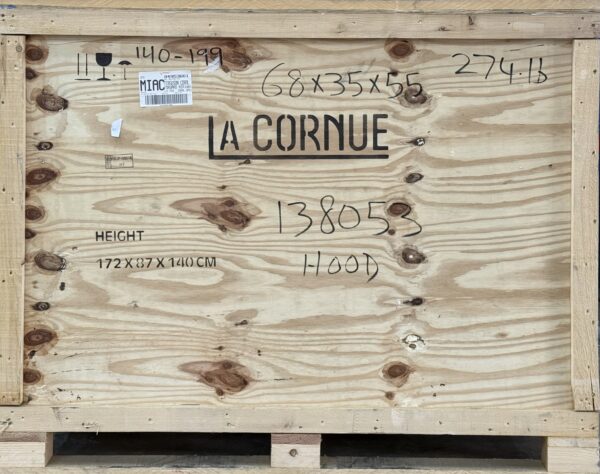 140-199
MIAC
68x35x55
274 lb
LA CORNUE
138053
HEIGHT
172 X 87 X 140 CM
HOOD